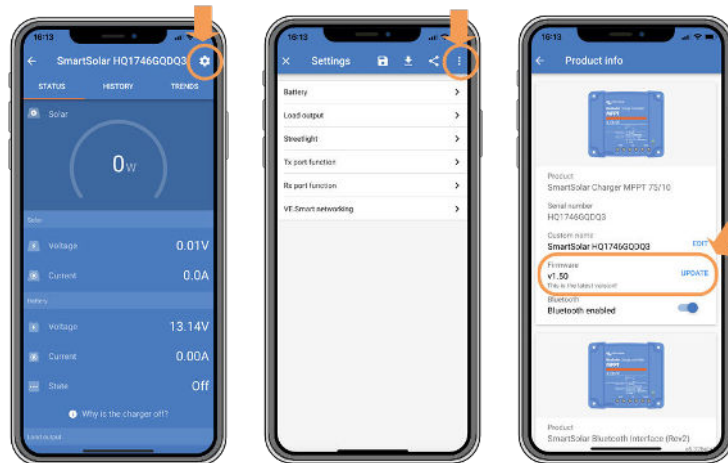 16:13
SmartSolar HQ1746GQDQ3
STATUS HISTORY TRENDS
Solar
0W
Solar
Voltage 0.01V
Current 0.0A
Battery
Voltage 13.14V
Current 0.00A
State Off
Why is the charger off?
Load output
16:13
Settings
Battery
Load output
Streetlight
Tx port function
Rx port function
VE.Smart networking
16:13
Product info
MPPT
Product
SmartSolar Charger MPPT 75/10
Serial number
HQ1746GQDQ3
Custom name
SmartSolar HQ1746GQDQ3 EDIT
Firmware
v1.50 UPDATE
This is the latest version!
Bluetooth
Bluetooth enabled
MPPT
Product
SmartSolar Bluetooth Interface (Rev2)